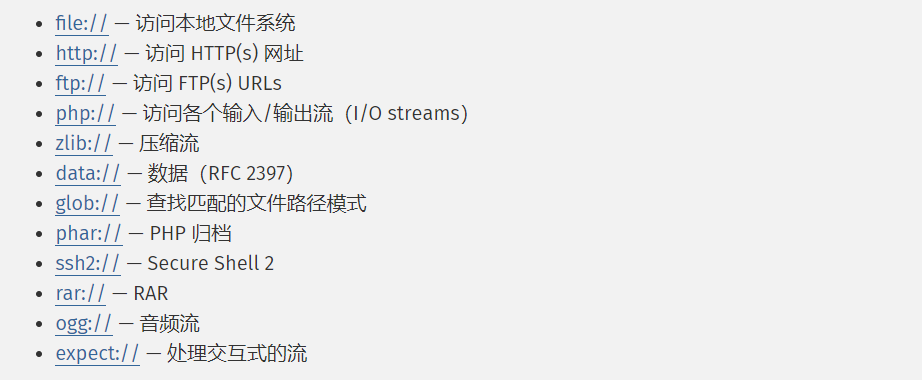 • file:// — 访问本地文件系统
• http:// — 访问 HTTP(s) 网址
• ftp:// — 访问 FTP(s) URLs
• php:// — 访问各个输入/输出流（I/O streams）
• zlib:// — 压缩流
• data:// — 数据（RFC 2397）
• glob:// — 查找匹配的文件路径模式
• phar:// — PHP 归档
• ssh2:// — Secure Shell 2
• rar:// — RAR
• ogg:// — 音频流
• expect:// — 处理交互式的流